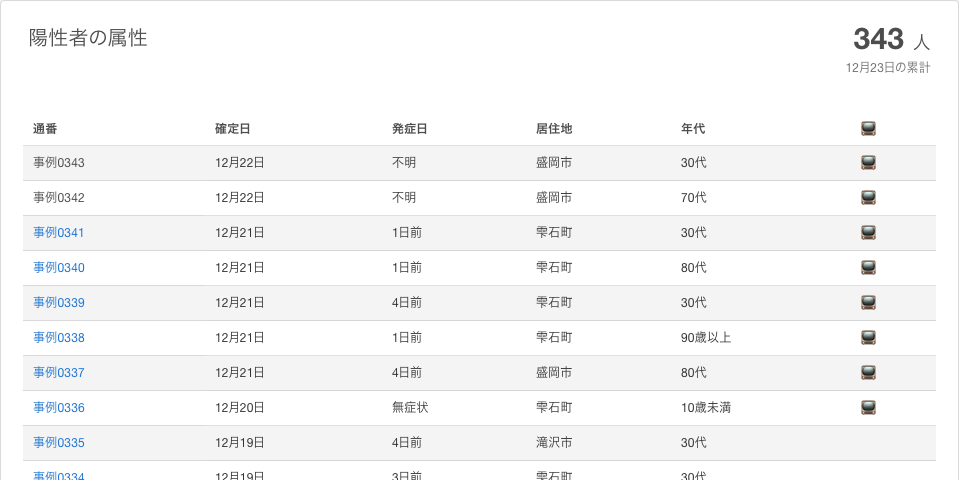 陽性者の属性
343 人
12月23日の累計
通番 確定日 発症日 居住地 年代
事例0343 12月22日 不明 盛岡市 30代
事例0342 12月22日 不明 盛岡市 70代
事例0341 12月21日 1日前 雫石町 30代
事例0340 12月21日 1日前 雫石町 80代
事例0339 12月21日 4日前 雫石町 30代
事例0338 12月21日 1日前 雫石町 90歳以上
事例0337 12月21日 4日前 盛岡市 80代
事例0336 12月20日 無症状 雫石町 10歳未満
事例0335 12月19日 4日前 滝沢市 30代
事例0334 12月19日 3日前 雫石町 30代